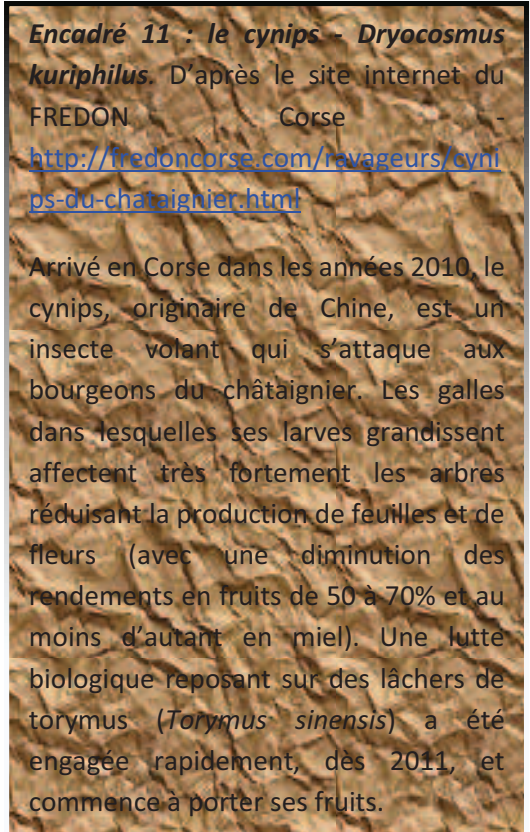 Encadré 11 : le cynips - Dryocosmus
kuriphilus. D’après le site internet du
FREDON Corse -
http://fredoncorse.com/ravageurs/cyni
ps-du-chataignier.html
Arrivé en Corse dans les années 2010, le
cynips, originaire de Chine, est un
insecte volant qui s’attaque aux
bourgeons du châtaignier. Les galles
dans lesquelles ses larves grandissent
affectent très fortement les arbres
réduisant la production de feuilles et de
fleurs (avec une diminution des
rendements en fruits de 50 à 70% et au
moins d’autant en miel). Une lutte
biologique reposant sur des lâchers de
torymus (Torymus sinensis) a été
engagée rapidement, dès 2011, et
commence à porter ses fruits.